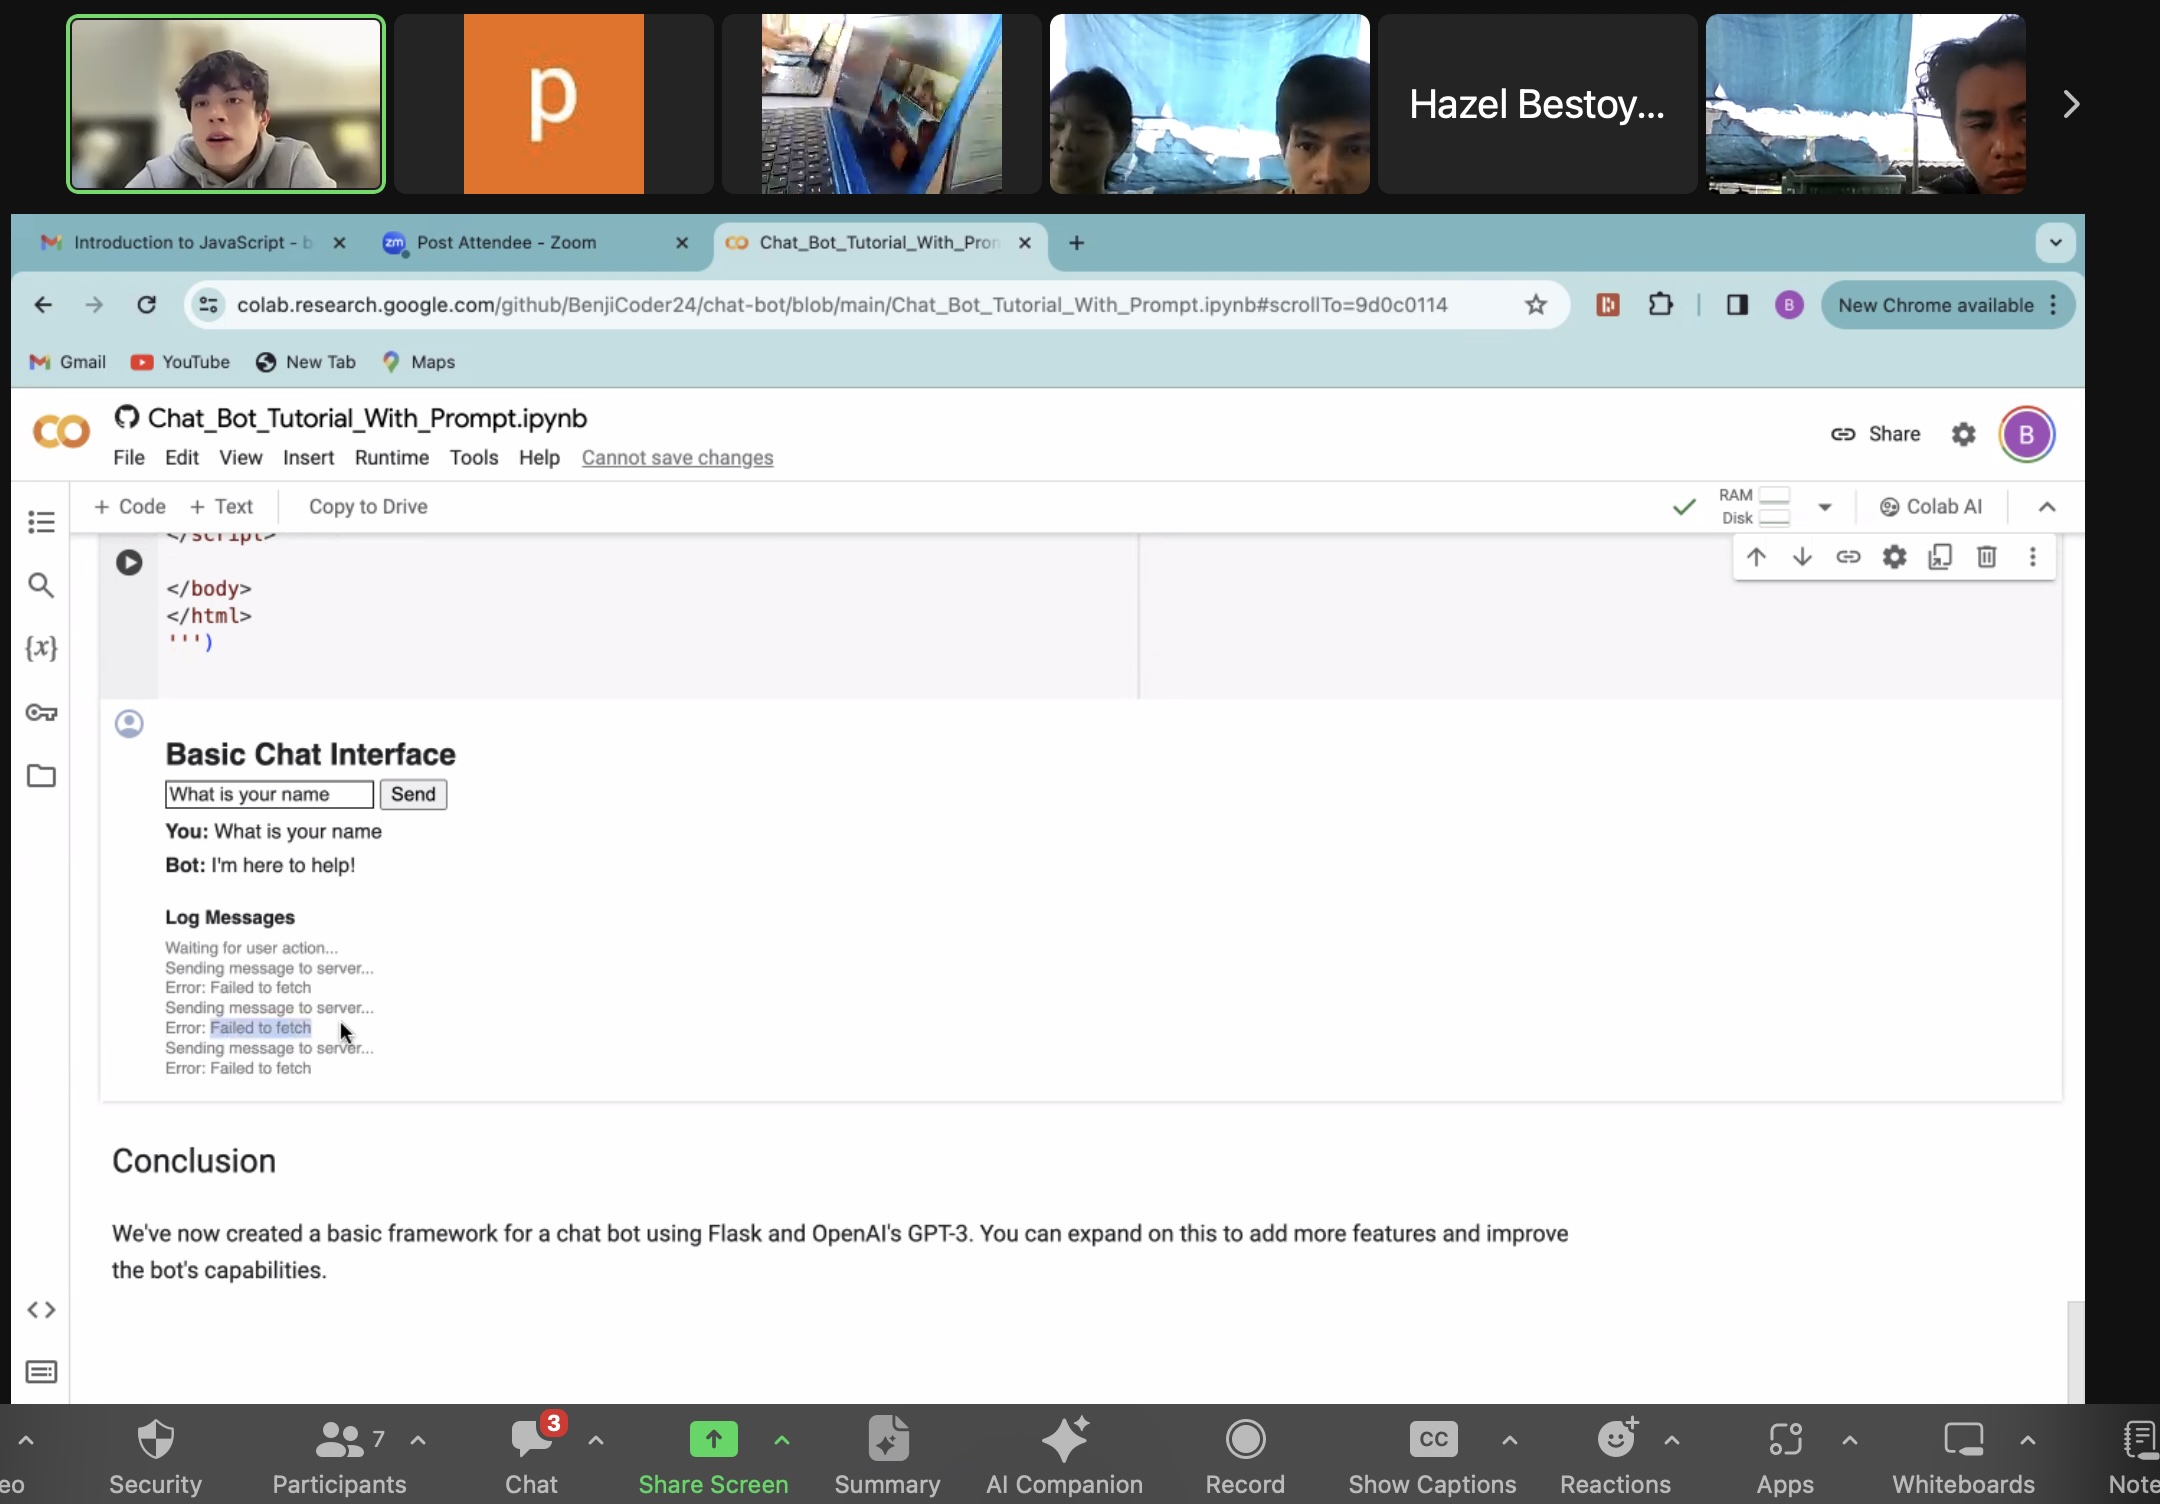 p
Hazel Bestoy...
Introduction to JavaScript - b
Post Attendee - Zoom
Chat_Bot_Tutorial_With_Pron
colab.research.google.com/github/BenjiCoder24/chat-bot/blob/main/Chat_Bot_Tutorial_With_Prompt.ipynb#scrollTo=9d0c0114
B
New Chrome available
Gmail
YouTube
New Tab
Maps
Chat_Bot_Tutorial_With_Prompt.ipynb
File Edit View Insert Runtime Tools Help Cannot save changes
Share
B
+ Code + Text
Copy to Drive
RAM
Disk
Colab AI
</script>
</body>
</html>
''')
{x}
Basic Chat Interface
What is your name Send
You: What is your name
Bot: I'm here to help!
Log Messages
Waiting for user action...
Sending message to server...
Error: Failed to fetch
Sending message to server...
Error: Failed to fetch
Sending message to server...
Error: Failed to fetch
Conclusion
We've now created a basic framework for a chat bot using Flask and OpenAI's GPT-3. You can expand on this to add more features and improve
the bot's capabilities.
eo
Security
7
Participants
3
Chat
Share Screen
Summary
AI Companion
Record
CC
Show Captions
Reactions
Apps
Whiteboards
Note